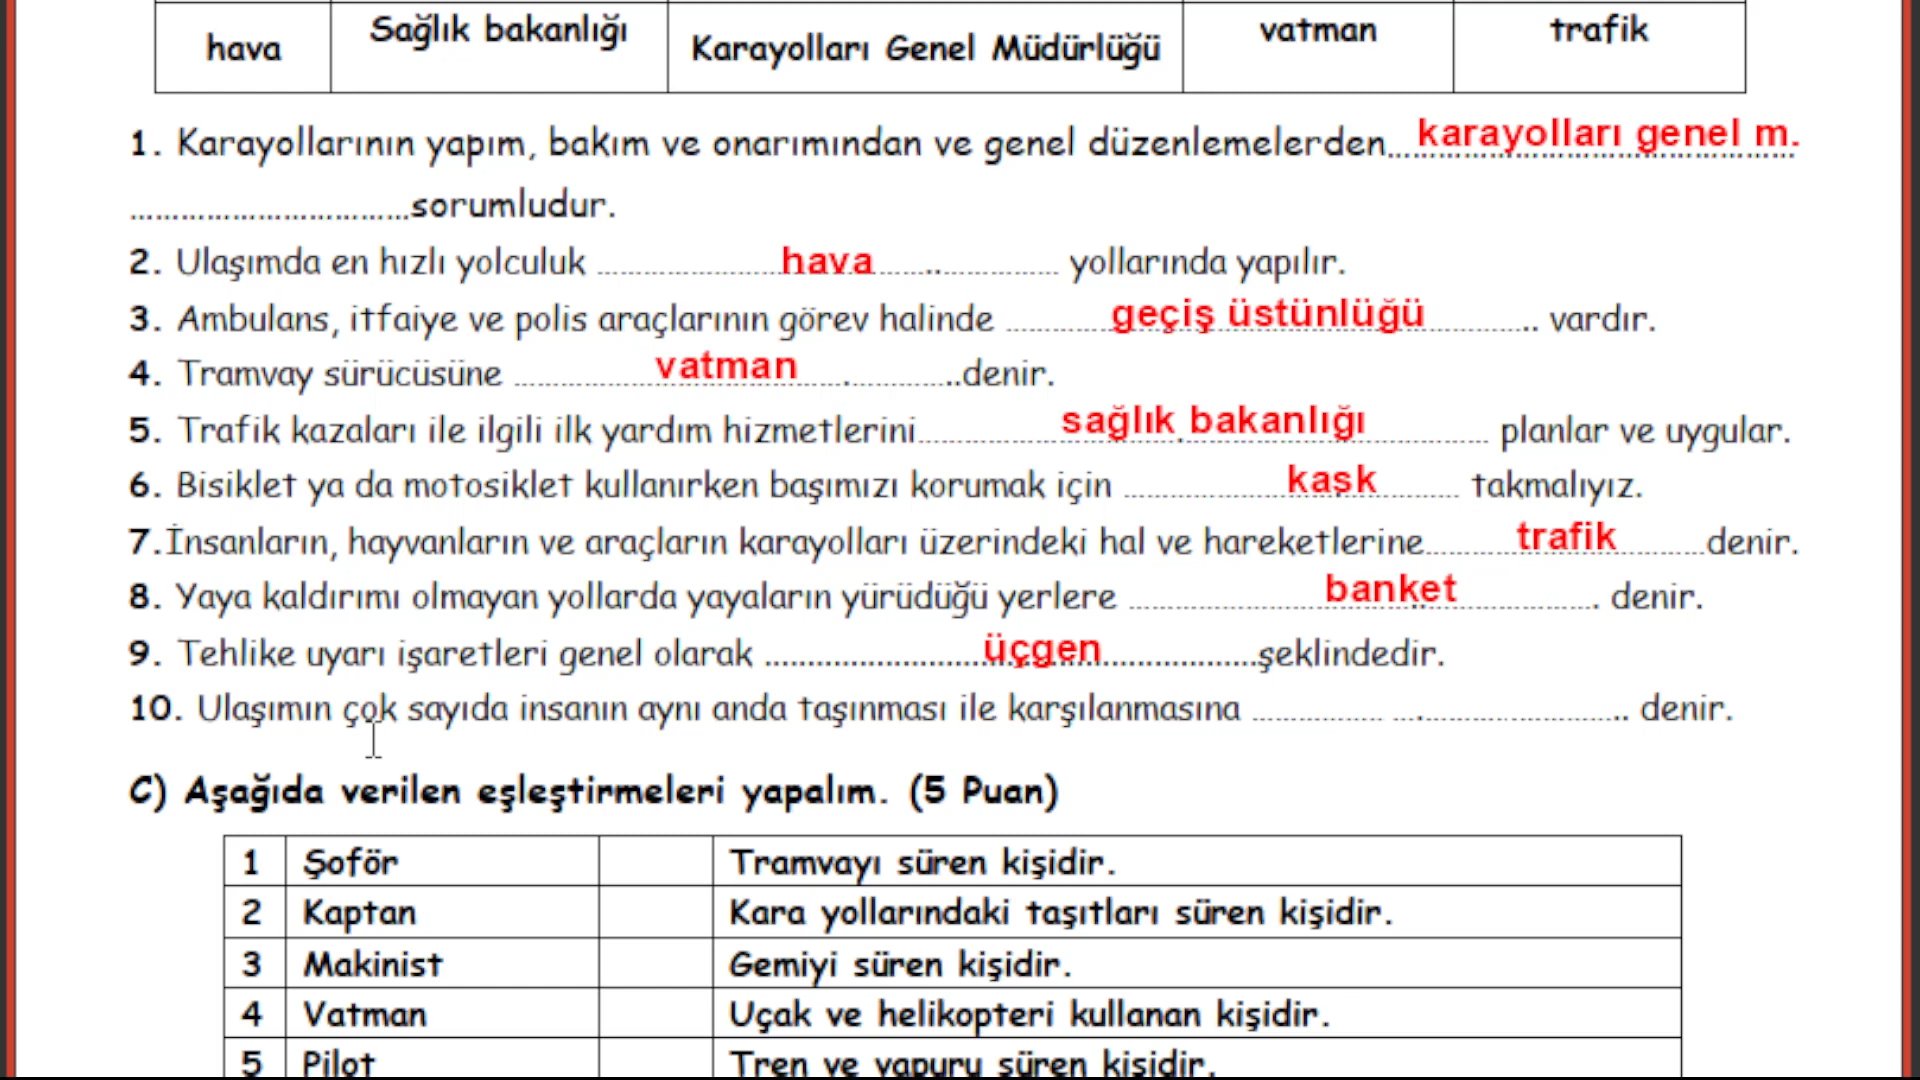 hava Sağlık bakanlığı Karayolları Genel Müdürlüğü vatman trafik
1. Karayollarının yapım, bakım ve onarımından ve genel düzenlemelerden.....karayolları genel m.
..............................sorumludur.
2. Ulaşımda en hızlı yolculuk ..........hava.......... yollarında yapılır.
3. Ambulans, itfaiye ve polis araçlarının görev halinde ..........geçiş üstünlüğü.......... vardır.
4. Tramvay sürücüsüne ..........vatman..........denir.
5. Trafik kazaları ile ilgili ilk yardım hizmetlerini..........sağlık bakanlığı.......... planlar ve uygular.
6. Bisiklet ya da motosiklet kullanırken başımızı korumak için ..........kask.......... takmalıyız.
7.İnsanların, hayvanların ve araçların karayolları üzerindeki hal ve hareketlerine..........trafik..........denir.
8. Yaya kaldırımı olmayan yollarda yayaların yürüdüğü yerlere ..........banket.......... denir.
9. Tehlike uyarı işaretleri genel olarak ..........üçgen..........şeklindedir.
10. Ulaşımın çok sayıda insanın aynı anda taşınması ile karşılanmasına .............. ...................... denir.
C) Aşağıda verilen eşleştirmeleri yapalım. (5 Puan)
1 Şoför Tramvayı süren kişidir.
2 Kaptan Kara yollarındaki taşıtları süren kişidir.
3 Makinist Gemiyi süren kişidir.
4 Vatman Uçak ve helikopteri kullanan kişidir.
5 Pilot Tren ve vapuru süren kişidir.